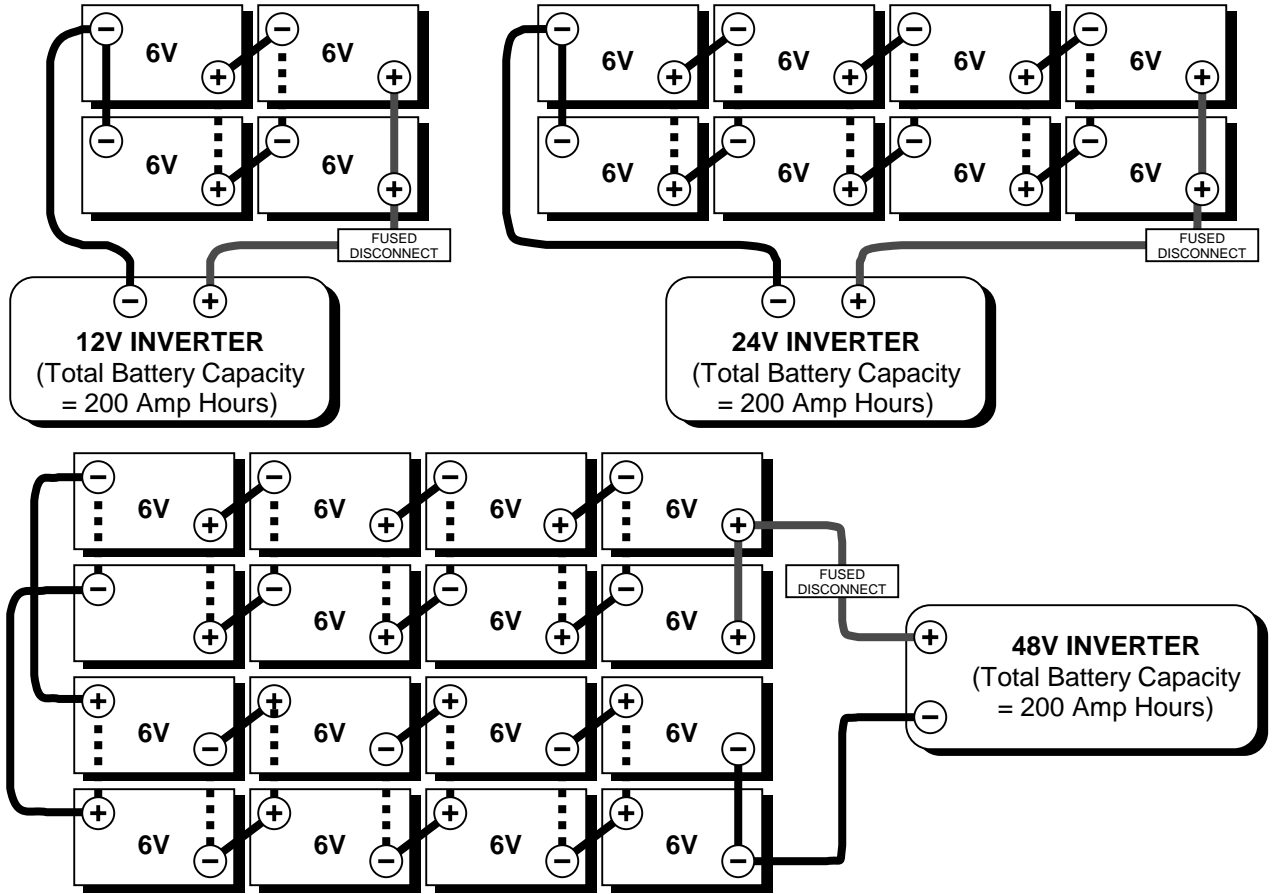 − −
6V 6V
+ +
− −
6V 6V
+ +
FUSED
DISCONNECT
− +
12V INVERTER
(Total Battery Capacity
= 200 Amp Hours)
− − − −
6V 6V 6V 6V
+ + + +
− − − −
6V 6V 6V 6V
+ + + +
FUSED
DISCONNECT
− +
24V INVERTER
(Total Battery Capacity
= 200 Amp Hours)
− − − −
6V 6V 6V 6V
+ + + +
− − − −
6V 6V 6V
+ + + +
+ + + +
6V 6V 6V 6V
− − − −
+ + + +
6V 6V 6V 6V
− − − −
FUSED
DISCONNECT
+
−
48V INVERTER
(Total Battery Capacity
= 200 Amp Hours)